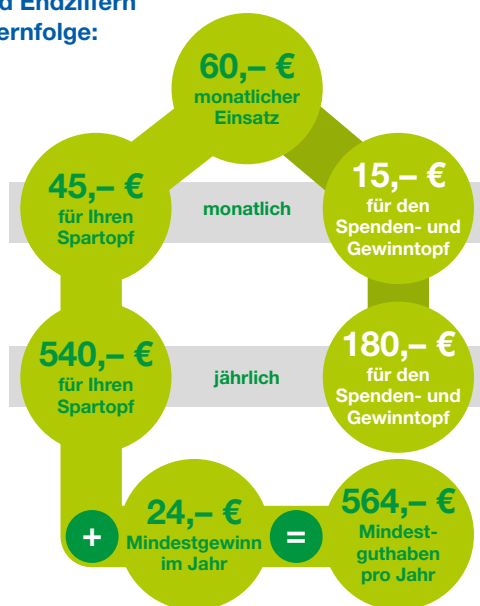 d Endziffern
ernfolge:
60,– €
monatlicher
Einsatz
45,– €
für Ihren
Spartopf
monatlich
15,– €
für den
Spenden- und
Gewinntopf
540,– €
für Ihren
Spartopf
jährlich
180,– €
für den
Spenden- und
Gewinntopf
+
24,– €
Mindestgewinn
im Jahr
=
564,– €
Mindest-
guthaben
pro Jahr